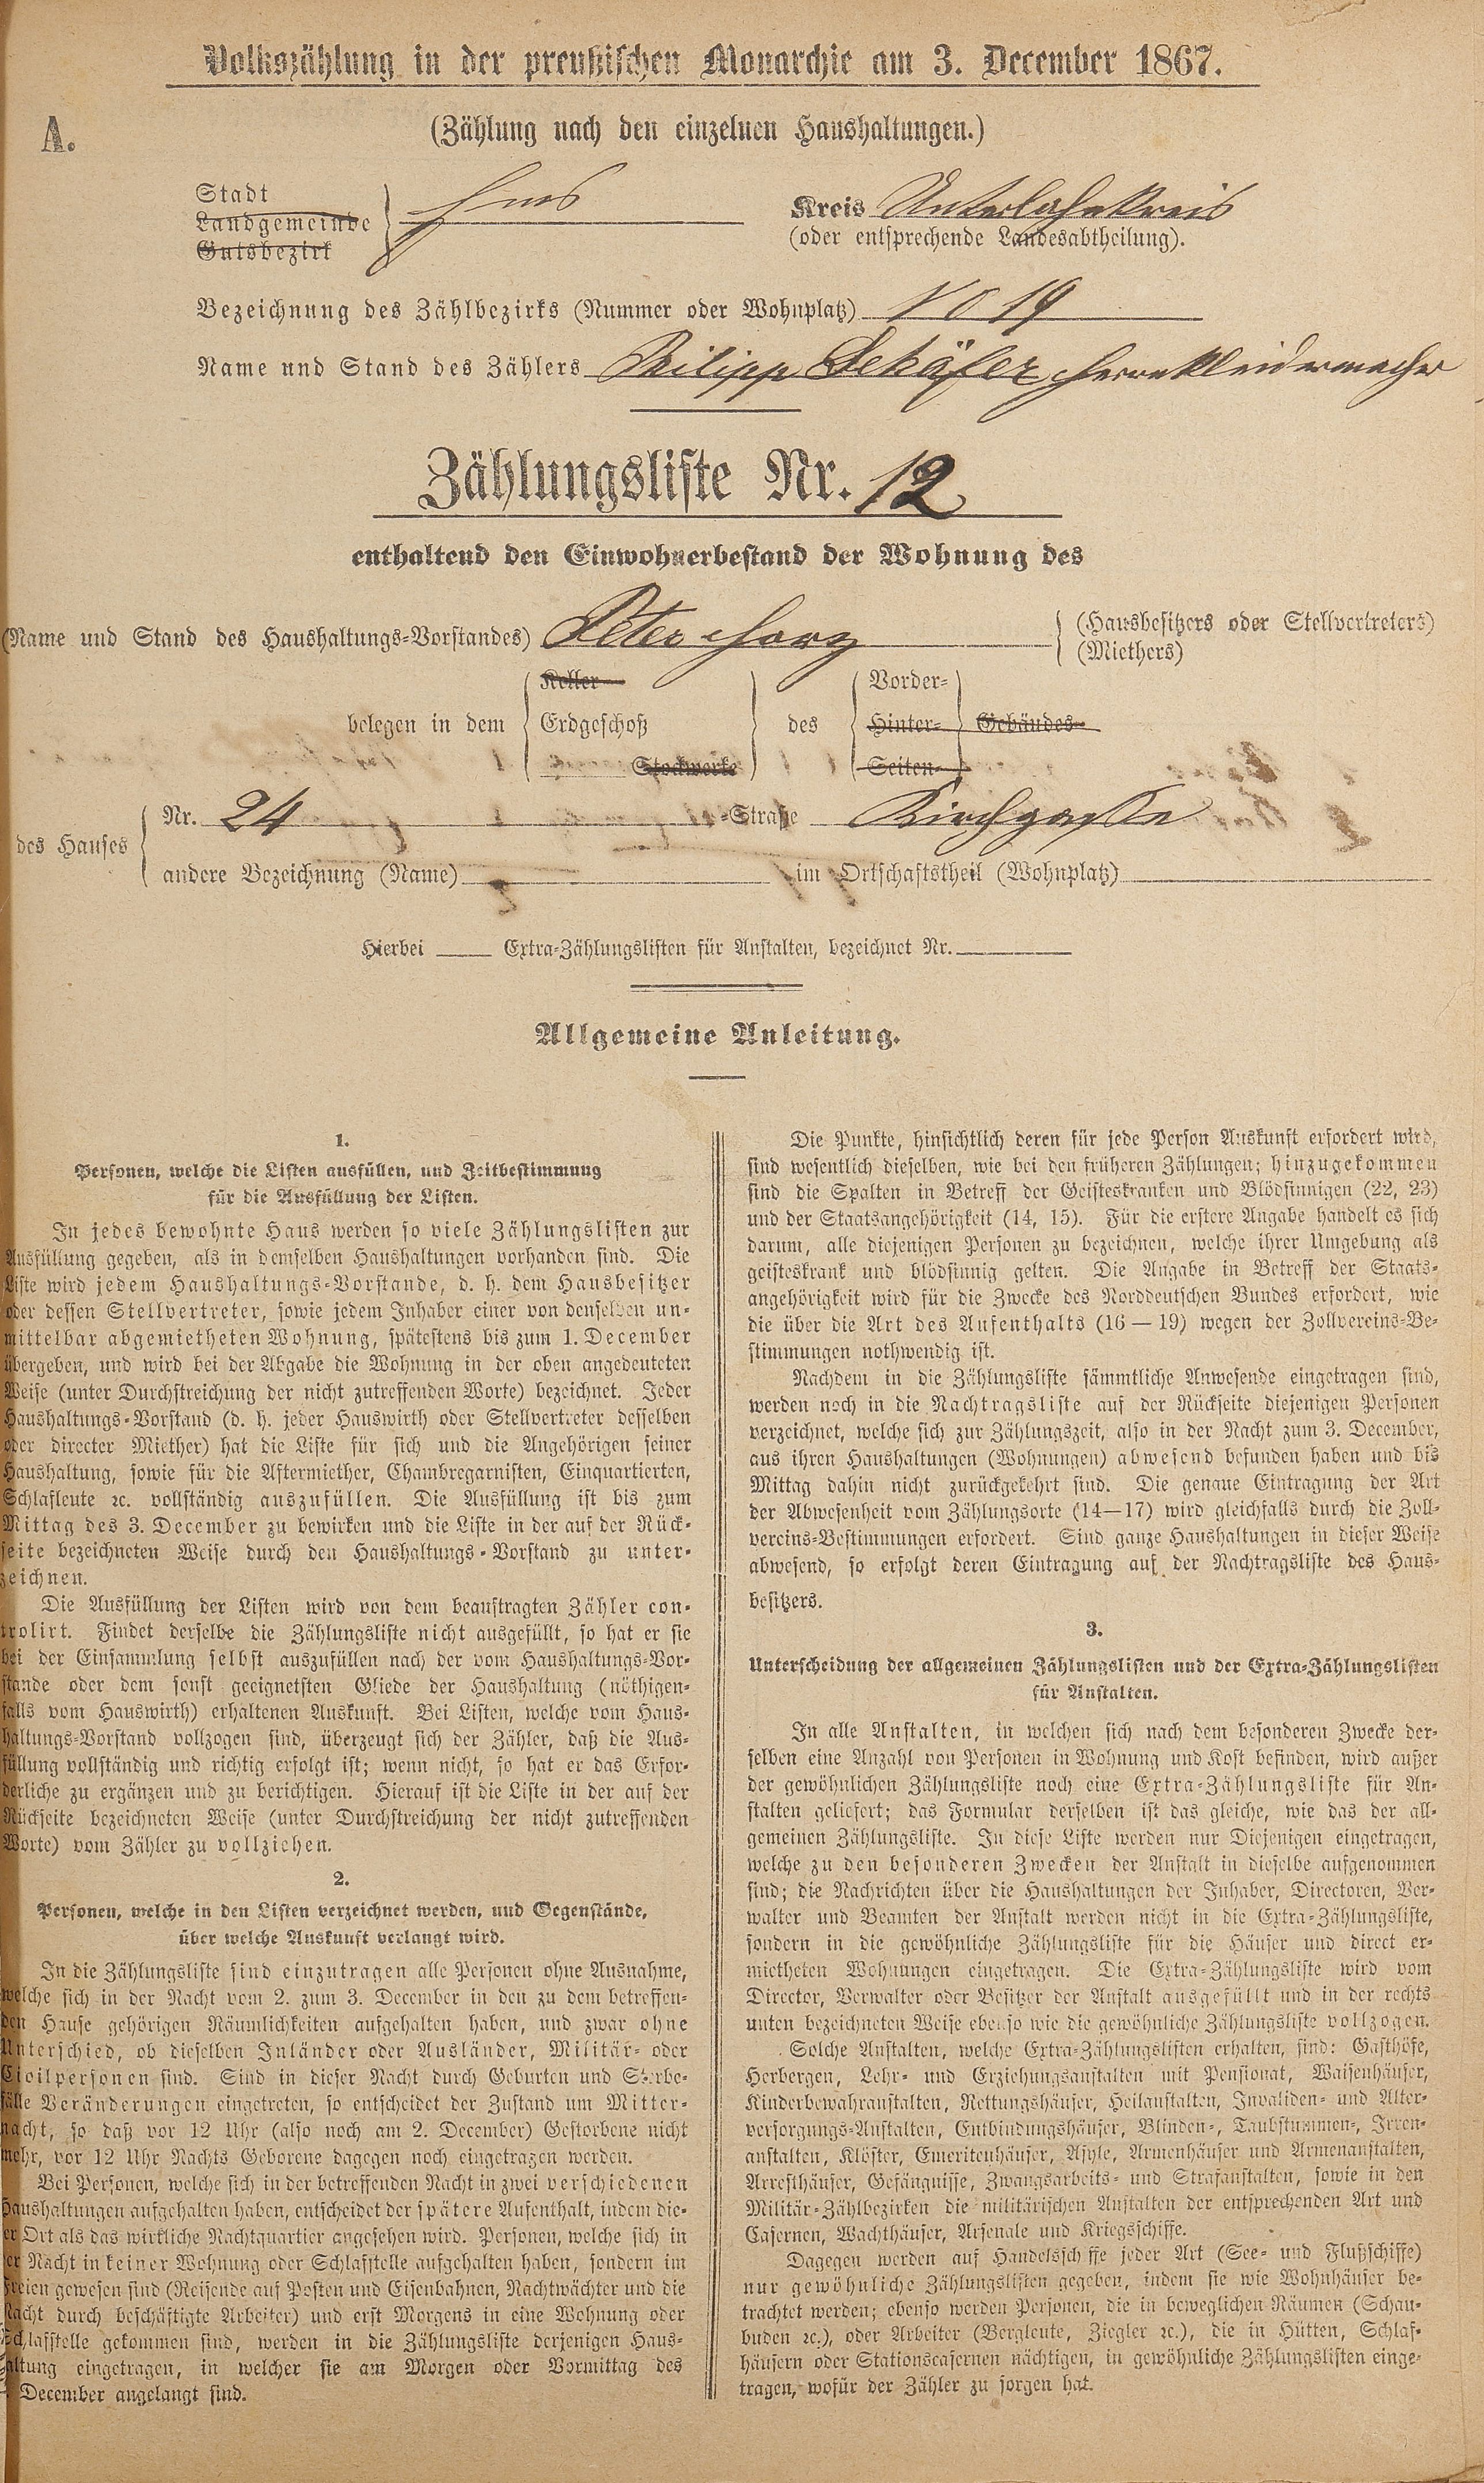 Volkszählung in der preußischen Monarchie am 3. December 1867.
A.
(Zählung nach den einzelnen Haushaltungen.)
Stadt
Landgemeinde
Gutsbezirk
Ems
Kreis Unterlahnkreis
(oder entsprechende Landesabtheilung).
Bezeichnung des Zählbezirks (Nummer oder Wohnplatz) No 19
Name und Stand des Zählers Philipp Schäfer, Herrnkleidermacher
Zählungsliste Nr. 12
enthaltend den Einwohnerbestand der Wohnung des
(Name und Stand des Haushaltungs-Vorstandes) Peter
(Hausbesitzers oder Stellvertreters)
(Miethers)
belegen in dem
Keller
Erdgeschoß
Stockwerke
des
Vorder-
Hinter-
Seiten-
Gebäudes
des Hauses
Nr. 24 -Straße Kirchgasse
andere Bezeichnung (Name) im Ortschaftstheil (Wohnplatz)
Hierbei Extra-Zählungslisten für Anstalten, bezeichnet Nr.
Allgemeine Anleitung.
1.
Personen, welche die Listen ausfüllen, und Zeitbestimmung
für die Ausfüllung der Listen.
In jedes bewohnte Haus werden so viele Zählungslisten zur
Ausfüllung gegeben, als in demselben Haushaltungen vorhanden sind. Die
Liste wird jedem Haushaltungs-Vorstande, d. h. dem Hausbesitzer
oder dessen Stellvertreter, sowie jedem Inhaber einer von denselben un-
mittelbar abgemietheten Wohnung, spätestens bis zum 1. December
übergeben, und wird bei der Abgabe die Wohnung in der oben angedeuteten
Weise (unter Durchstreichung der nicht zutreffenden Worte) bezeichnet. Jeder
Haushaltungs-Vorstand (d. h. jeder Hauswirth oder Stellvertreter desselben
oder directer Miether) hat die Liste für sich und die Angehörigen seiner
Haushaltung, sowie für die Aftermiether, Chambregarnisten, Einquartierten,
Schlafleute ꝛc. vollständig auszufüllen. Die Ausfüllung ist bis zum
Mittag des 3. December zu bewirken und die Liste in der auf der Rück-
seite bezeichneten Weise durch den Haushaltungs-Vorstand zu unter-
zeichnen.
Die Ausfüllung der Listen wird von dem beauftragten Zähler con-
trolirt. Findet derselbe die Zählungsliste nicht ausgefüllt, so hat er sie
bei der Einsammlung selbst auszufüllen nach der vom Haushaltungs-Vor-
stande oder dem sonst geeignetsten Gliede der Haushaltung (nöthigen-
falls vom Hauswirth) erhaltenen Auskunft. Bei Listen, welche vom Haus-
haltungs-Vorstand vollzogen sind, überzeugt sich der Zähler, daß die Aus-
füllung vollständig und richtig erfolgt ist; wenn nicht, so hat er das Erfor-
derliche zu ergänzen und zu berichtigen. Hierauf ist die Liste in der auf der
Rückseite bezeichneten Weise (unter Durchstreichung der nicht zutreffenden
Worte) vom Zähler zu vollziehen.
2.
Personen, welche in den Listen verzeichnet werden, und Gegenstände,
über welche Auskunft verlangt wird.
In die Zählungsliste sind einzutragen alle Personen ohne Ausnahme,
welche sich in der Nacht vom 2. zum 3. December in den zu dem betreffen-
den Hause gehörigen Räumlichkeiten aufgehalten haben, und zwar ohne
Unterschied, ob dieselben Inländer oder Ausländer, Militär- oder
Civilpersonen sind. Sind in dieser Nacht durch Geburten und Sterbe-
fälle Veränderungen eingetreten, so entscheidet der Zustand um Mitter-
nacht, so daß vor 12 Uhr (also noch am 2. December) Gestorbene nicht
mehr, vor 12 Uhr Nachts Geborene dagegen noch eingetragen werden.
Bei Personen, welche sich in der betreffenden Nacht in zwei verschiedenen
Haushaltungen aufgehalten haben, entscheidet der spätere Aufenthalt, indem die-
er Ort als das wirkliche Nachtquartier angesehen wird. Personen, welche sich in
er Nacht in keiner Wohnung oder Schlafstelle aufgehalten haben, sondern im
Freien gewesen sind (Reisende auf Posten und Eisenbahnen, Nachtwächter und die
Nacht durch beschäftigte Arbeiter) und erst Morgens in eine Wohnung oder
Schlafstelle gekommen sind, werden in die Zählungsliste derjenigen Haus-
altung eingetragen, in welcher sie am Morgen oder Vormittag des
December angelangt sind.
Die Punkte, hinsichtlich deren für jede Person Auskunft erfordert wird,
sind wesentlich dieselben, wie bei den früheren Zählungen; hinzugekommen
sind die Spalten in Betreff der Geisteskranken und Blödsinnigen (22, 23)
und der Staatsangehörigkeit (14, 15). Für die erstere Angabe handelt es sich
darum, alle diejenigen Personen zu bezeichnen, welche ihrer Umgebung als
geisteskrank und blödsinnig gelten. Die Angabe in Betreff der Staats-
angehörigkeit wird für die Zwecke des Norddeutschen Bundes erfordert, wie
die über die Art des Aufenthalts (16 — 19) wegen der Zollvereins-Be-
stimmungen nothwendig ist.
Nachdem in die Zählungsliste sämmtliche Anwesende eingetragen sind,
werden noch in die Nachtragsliste auf der Rückseite diejenigen Personen
verzeichnet, welche sich zur Zählungszeit, also in der Nacht zum 3. December,
aus ihren Haushaltungen (Wohnungen) abwesend befunden haben und bis
Mittag dahin nicht zurückgekehrt sind. Die genaue Eintragung der Art
der Abwesenheit vom Zählungsorte (14—17) wird gleichfalls durch die Zoll-
vereins-Bestimmungen erfordert. Sind ganze Haushaltungen in dieser Weise
abwesend, so erfolgt deren Eintragung auf der Nachtragsliste des Haus-
besitzers.
3.
Unterscheidung der allgemeinen Zählungslisten und der Extra-Zählungslisten
für Anstalten.
In alle Anstalten, in welchen sich nach dem besonderen Zwecke der-
selben eine Anzahl von Personen in Wohnung und Kost befinden, wird außer
der gewöhnlichen Zählungsliste noch eine Extra-Zählungsliste für An-
stalten geliefert; das Formular derselben ist das gleiche, wie das der all-
gemeinen Zählungsliste. In diese Liste werden nur Diejenigen eingetragen,
welche zu den besonderen Zwecken der Anstalt in dieselbe aufgenommen
sind; die Nachrichten über die Haushaltungen der Inhaber, Directoren, Ver-
walter und Beamten der Anstalt werden nicht in die Extra-Zählungsliste,
sondern in die gewöhnliche Zählungsliste für die Häuser und direct er-
mietheten Wohnungen eingetragen. Die Extra-Zählungsliste wird vom
Director, Verwalter oder Besitzer der Anstalt ausgefüllt und in der rechts
unten bezeichneten Weise ebenso wie die gewöhnliche Zählungsliste vollzogen.
Solche Anstalten, welche Extra-Zählungslisten erhalten, sind: Gasthöfe,
Herbergen, Lehr- und Erziehungsanstalten mit Pensionat, Waisenhäuser,
Kinderbewahranstalten, Rettungshäuser, Heilanstalten, Invaliden- und Alter-
versorgungs-Anstalten, Entbindungshäuser, Blinden-, Taubstummen-, Irren-
anstalten, Klöster, Emeritenhäuser, Asyle, Armenhäuser und Armenanstalten,
Arresthäuser, Gefängnisse, Zwangsarbeits- und Strafanstalten, sowie in den
Militär-Zählbezirken die militärischen Anstalten der entsprechenden Art und
Casernen, Wachthäuser, Arsenale und Kriegsschiffe.
Dagegen werden auf Handelssch ffe jeder Art (See- und Flußschiffe)
nur gewöhnliche Zählungslisten gegeben, indem sie wie Wohnhäuser be-
trachtet werden; ebenso werden Personen, die in beweglichen Räumen (Schau-
buden ꝛc.), oder Arbeiter (Bergleute, Ziegler ꝛc.), die in Hütten, Schlaf-
häusern oder Stationscasernen nächtigen, in gewöhnliche Zählungslisten einge-
tragen, wofür der Zähler zu sorgen hat.